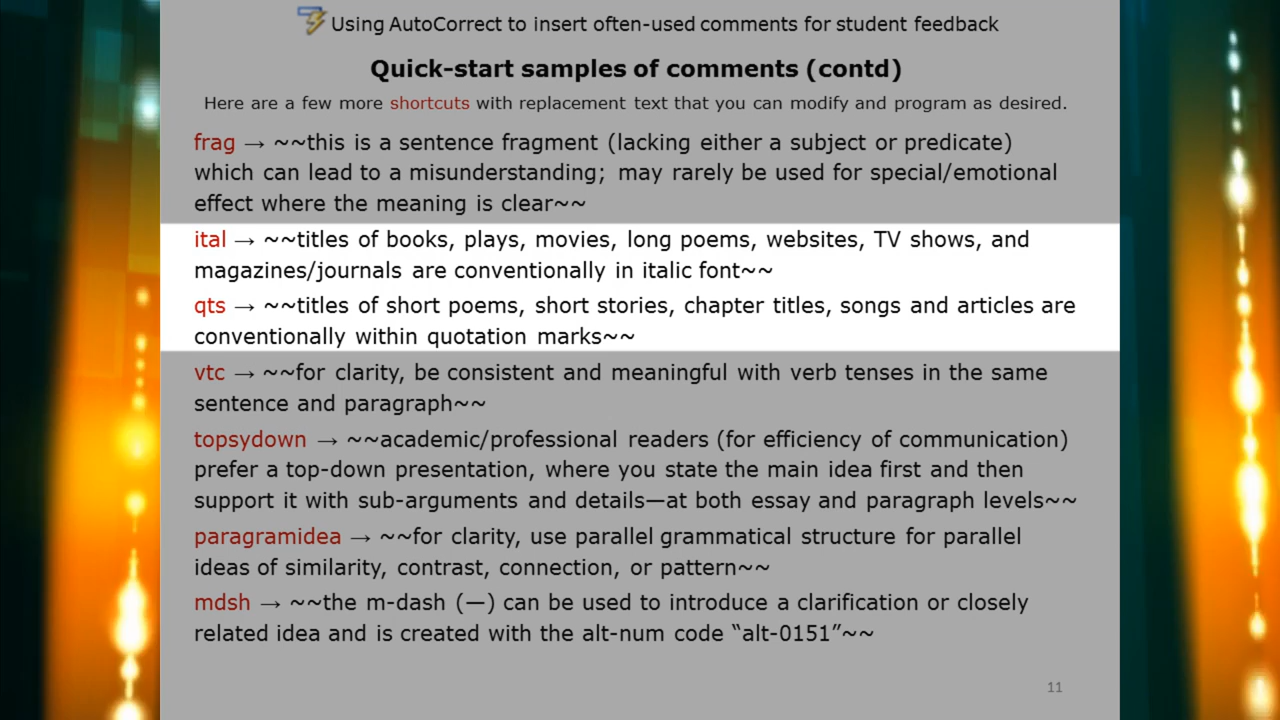 Using AutoCorrect to insert often-used comments for student feedback
Quick-start samples of comments (contd)
Here are a few more shortcuts with replacement text that you can modify and program as desired.
frag → ~~this is a sentence fragment (lacking either a subject or predicate)
which can lead to a misunderstanding; may rarely be used for special/emotional
effect where the meaning is clear~~
ital → ~~titles of books, plays, movies, long poems, websites, TV shows, and
magazines/journals are conventionally in italic font~~
qts → ~~titles of short poems, short stories, chapter titles, songs and articles are
conventionally within quotation marks~~
vtc → ~~for clarity, be consistent and meaningful with verb tenses in the same
sentence and paragraph~~
topsydown → ~~academic/professional readers (for efficiency of communication)
prefer a top-down presentation, where you state the main idea first and then
support it with sub-arguments and details—at both essay and paragraph levels~~
paragramidea → ~~for clarity, use parallel grammatical structure for parallel
ideas of similarity, contrast, connection, or pattern~~
mdsh → ~~the m-dash (—) can be used to introduce a clarification or closely
related idea and is created with the alt-num code “alt-0151”~~
11